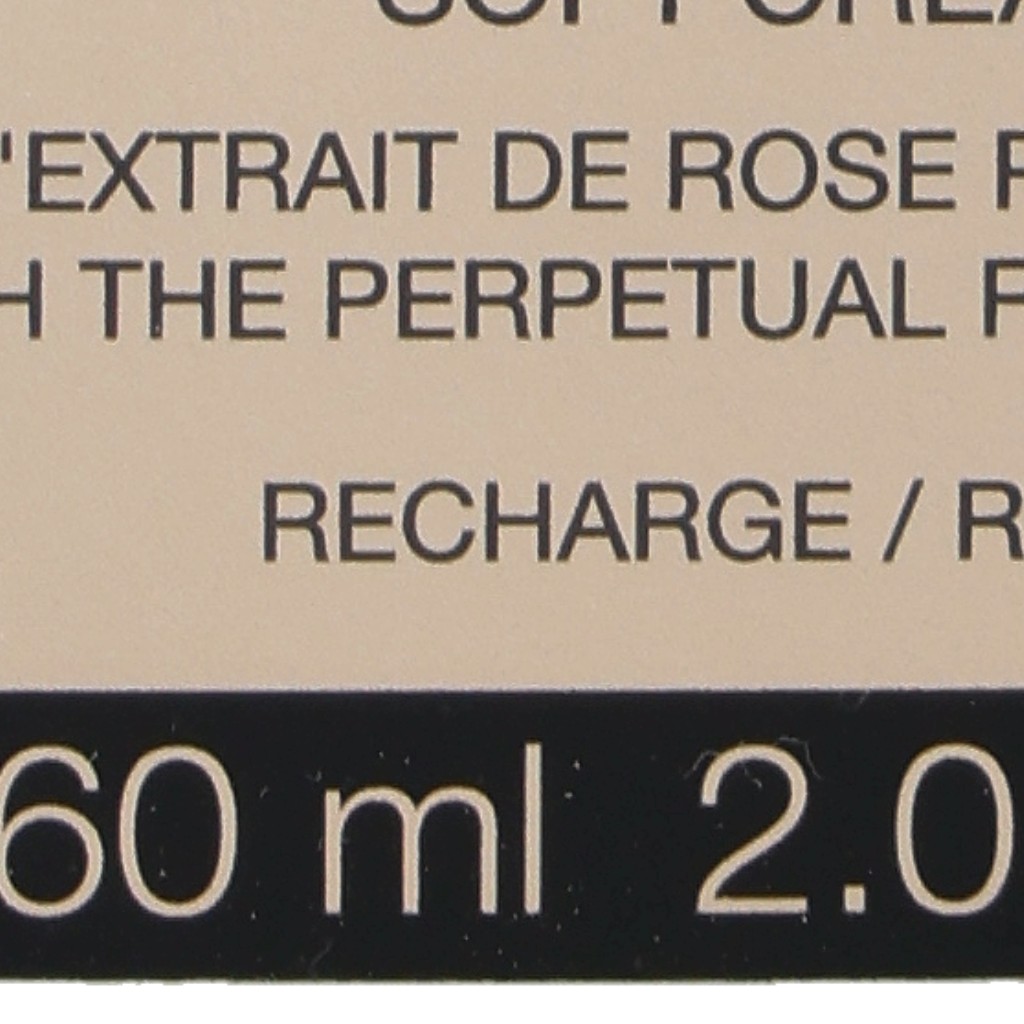 'EXTRAIT DE ROSE
THE PERPETUAL
RECHARGE /
60 ml 2.0